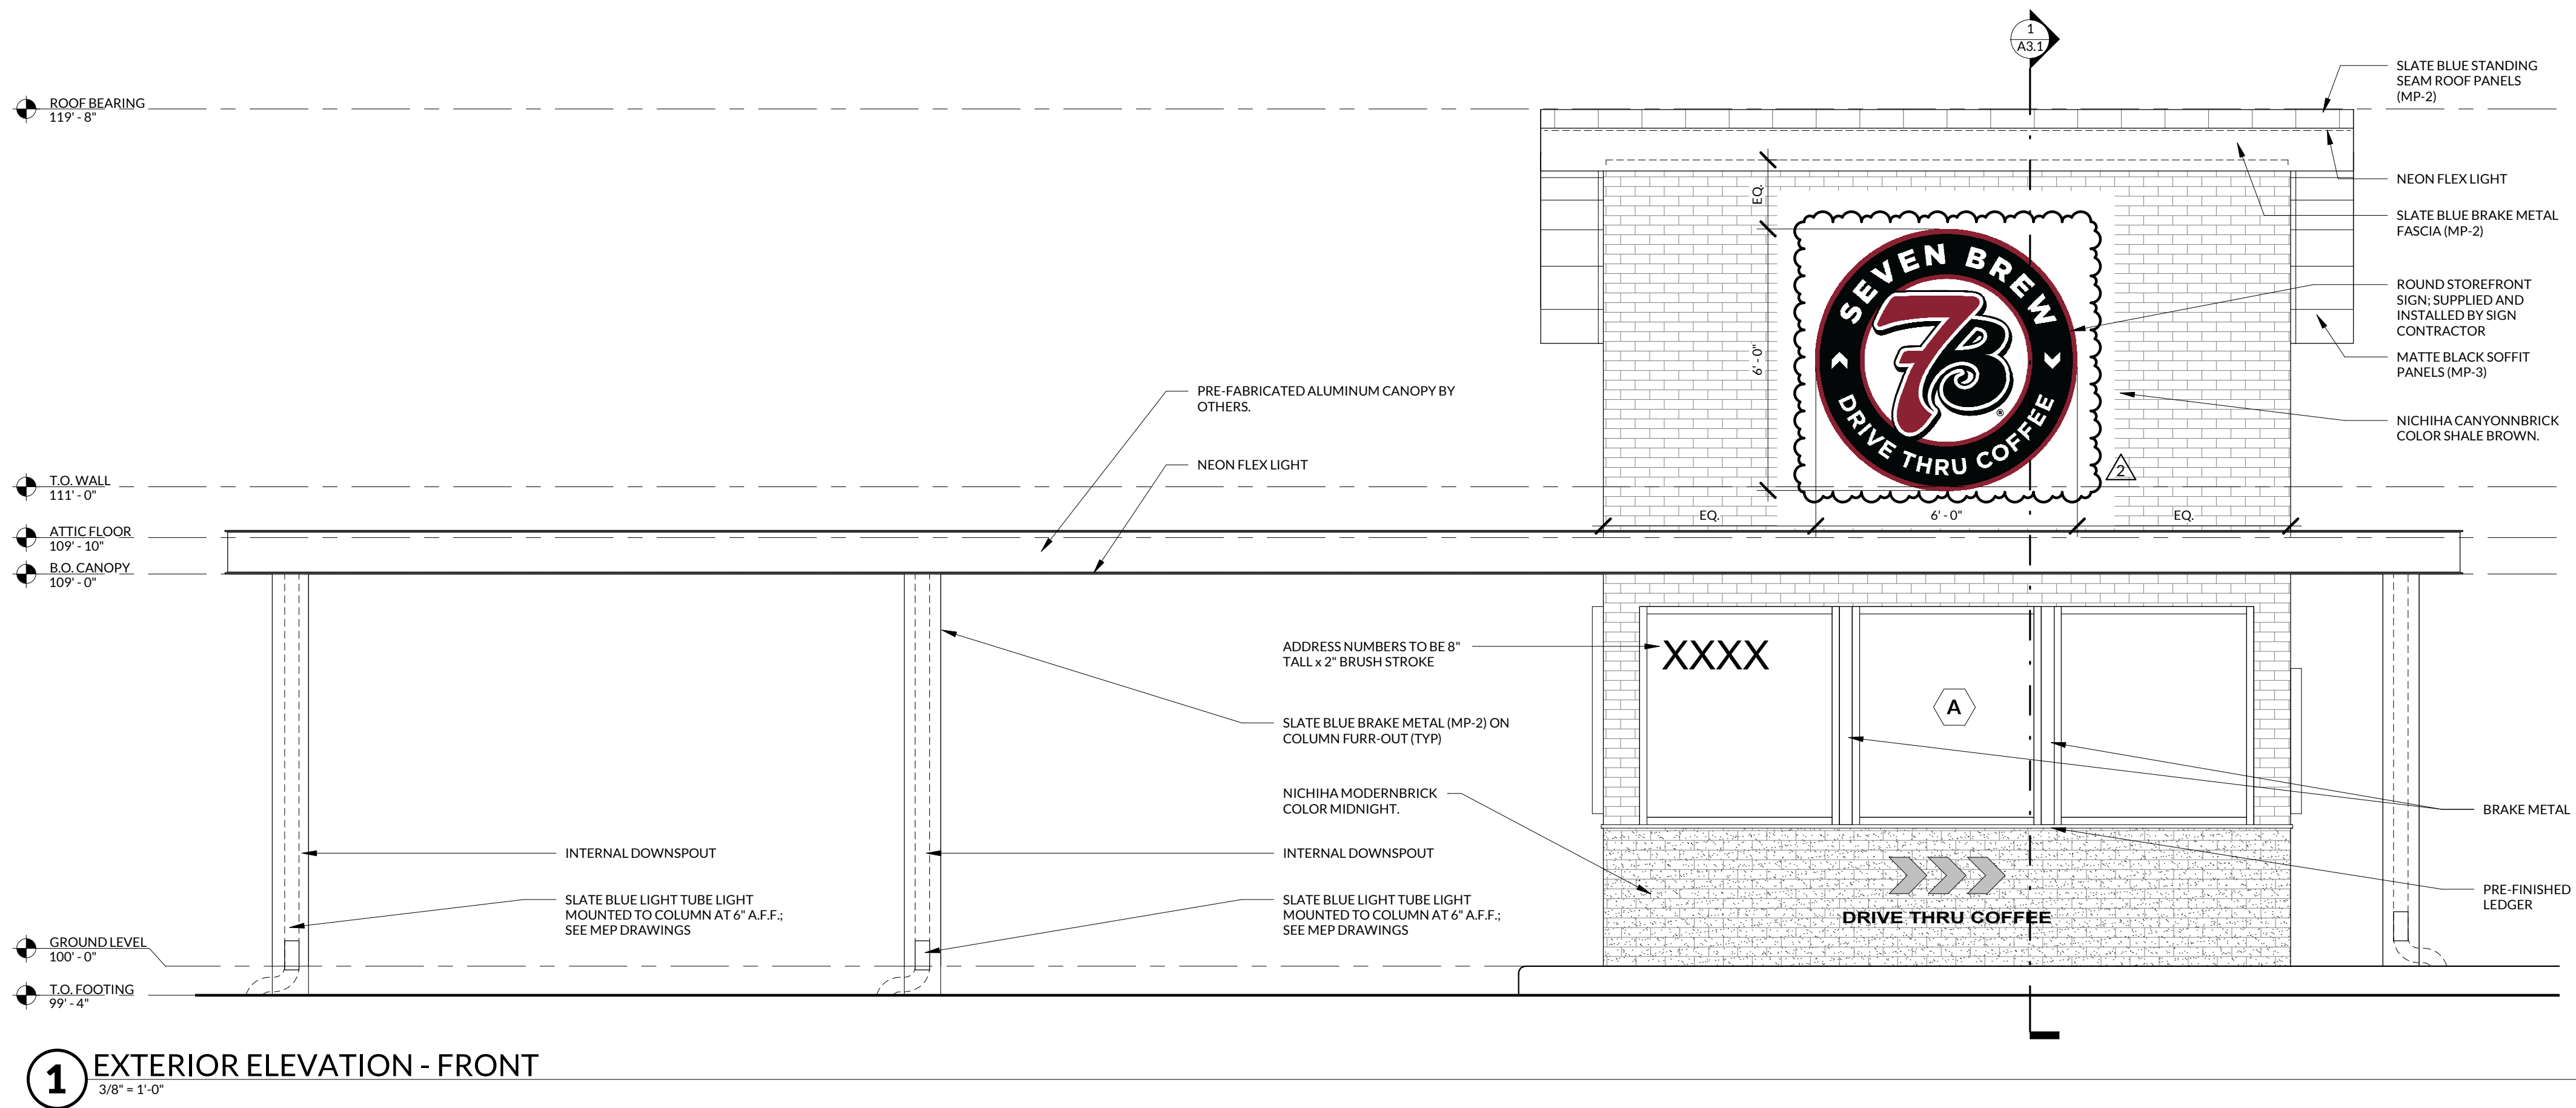 1
A3.1
SLATE BLUE STANDING
SEAM ROOF PANELS
(MP-2)
ROOF BEARING
119' - 8"
NEON FLEX LIGHT
EQ.
SLATE BLUE BRAKE METAL
FASCIA (MP-2)
SEVEN BREW
7B
®
DRIVE THRU COFFEE
ROUND STOREFRONT
SIGN; SUPPLIED AND
INSTALLED BY SIGN
CONTRACTOR
6' - 0"
MATTE BLACK SOFFIT
PANELS (MP-3)
PRE-FABRICATED ALUMINUM CANOPY BY
OTHERS.
NICHIHA CANYONNBRICK
COLOR SHALE BROWN.
NEON FLEX LIGHT
2
T.O. WALL
111' - 0"
EQ.
6' - 0"
EQ.
ATTIC FLOOR
109' - 10"
B.O. CANOPY
109' - 0"
ADDRESS NUMBERS TO BE 8"
TALL x 2" BRUSH STROKE
XXXX
A
SLATE BLUE BRAKE METAL (MP-2) ON
COLUMN FURR-OUT (TYP)
NICHIHA MODERNBRICK
COLOR MIDNIGHT.
BRAKE METAL
INTERNAL DOWNSPOUT
INTERNAL DOWNSPOUT
SLATE BLUE LIGHT TUBE LIGHT
MOUNTED TO COLUMN AT 6" A.F.F.;
SEE MEP DRAWINGS
SLATE BLUE LIGHT TUBE LIGHT
MOUNTED TO COLUMN AT 6" A.F.F.;
SEE MEP DRAWINGS
PRE-FINISHED
LEDGER
DRIVE THRU COFFEE
GROUND LEVEL
100' - 0"
T.O. FOOTING
99' - 4"
1
EXTERIOR ELEVATION - FRONT
3/8" = 1'-0"